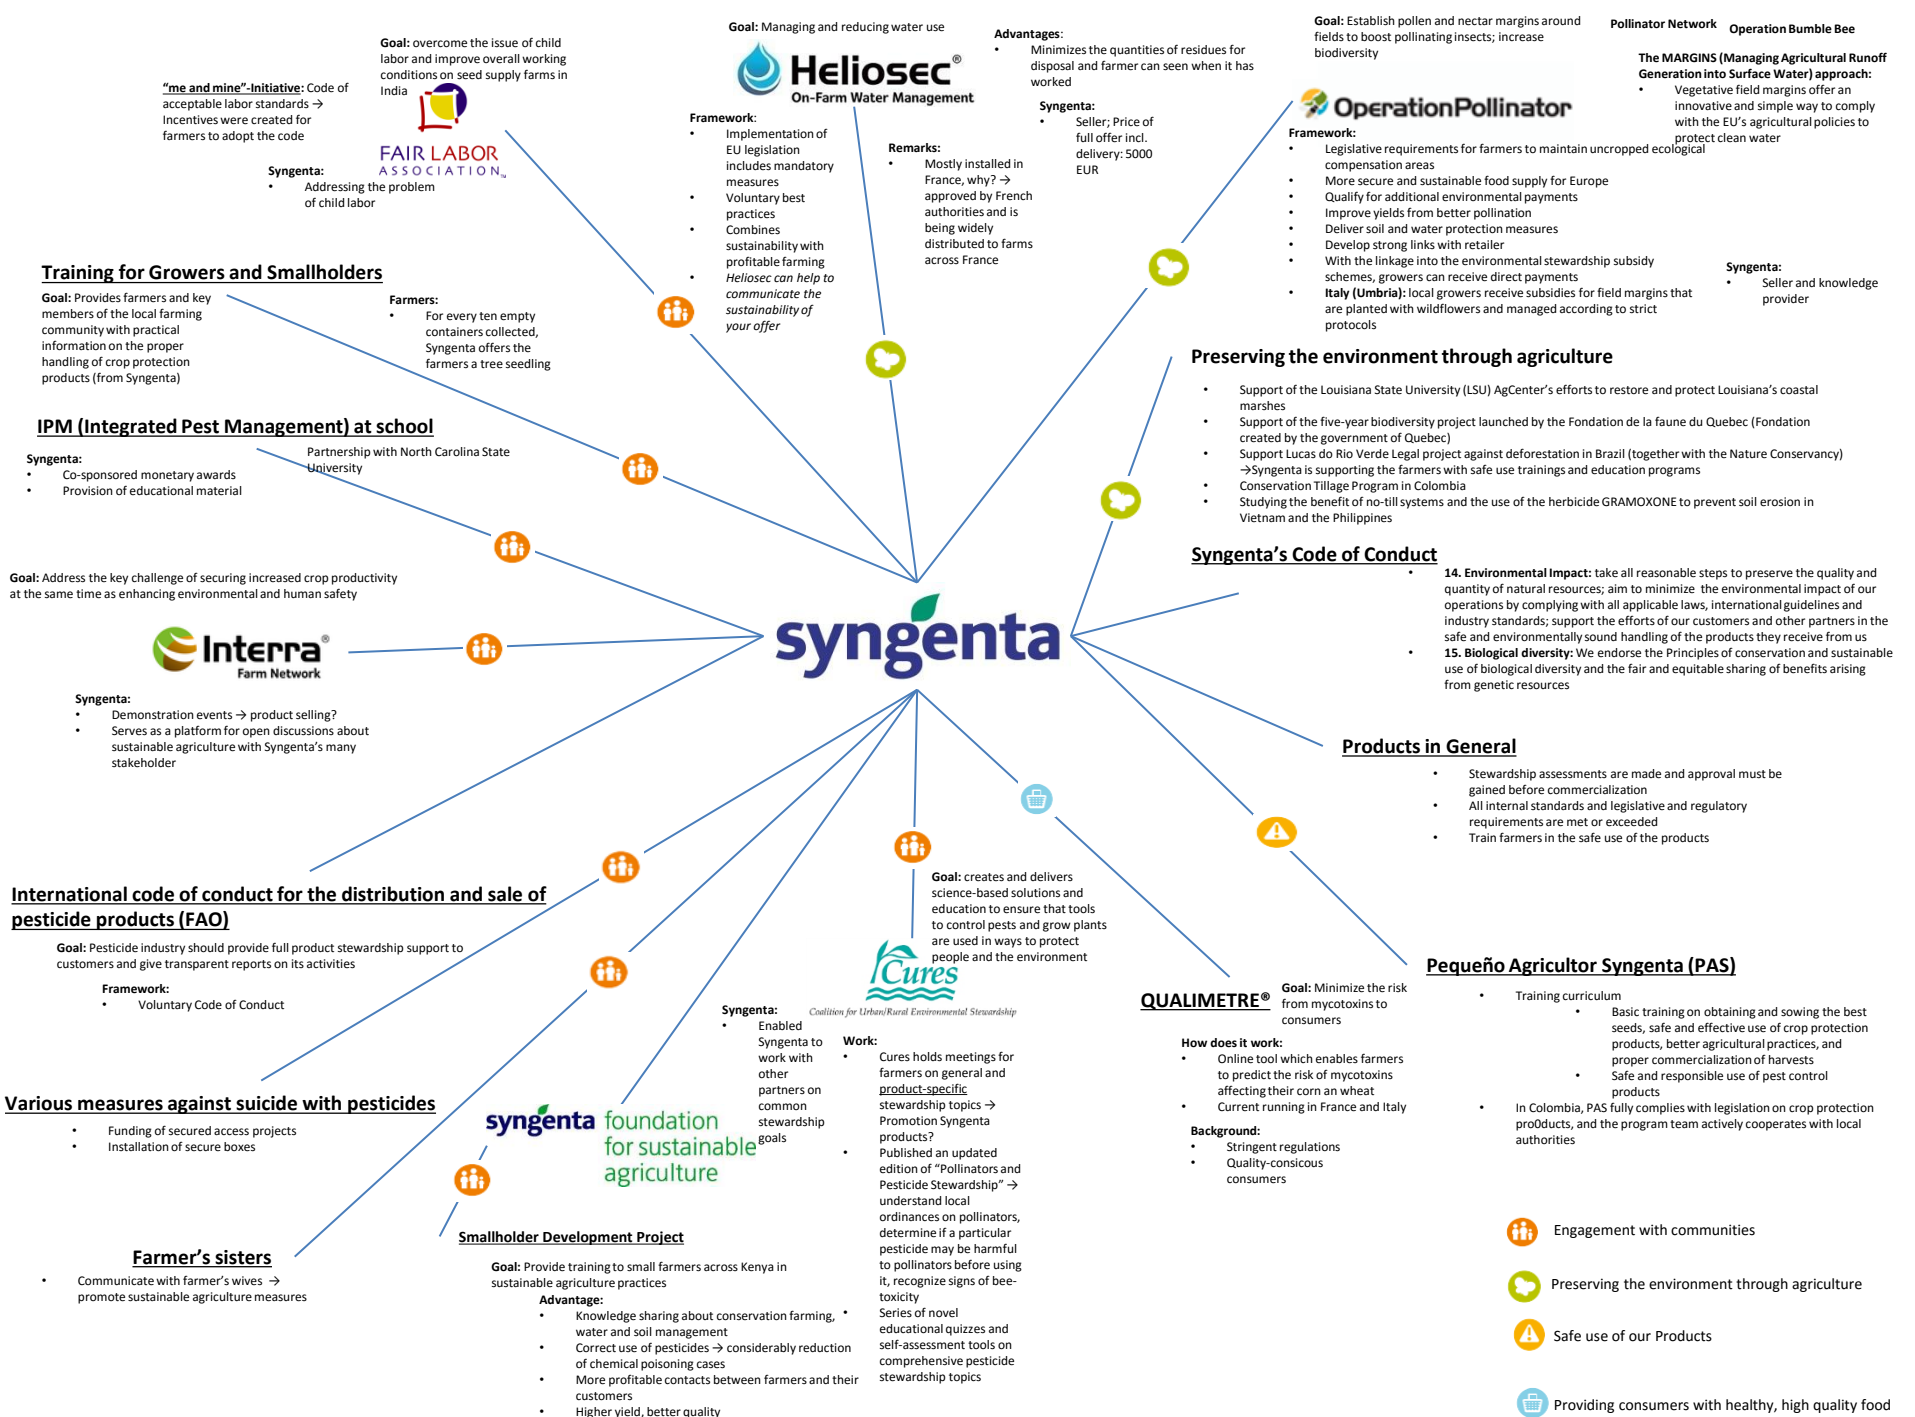 Goal: overcome the issue of child
labor and improve overall working
conditions on seed supply farms in
India
"me and mine"-Initiative: Code of
acceptable labor standards →
Incentives were created for
farmers to adopt the code
FAIR LABOR
ASSOCIATION
Syngenta:
• Addressing the problem
of child labor
Goal: Managing and reducing water use
Heliosec®
On-Farm Water Management
Framework:
• Implementation of
EU legislation
includes mandatory
measures
• Voluntary best
practices
• Combines
sustainability with
profitable farming
• Heliosec can help to
communicate the
sustainability of
your offer
Advantages:
• Minimizes the quantities of residues for
disposal and farmer can seen when it has
worked
Syngenta:
• Seller; Price of
full offer incl.
delivery: 5000
EUR
Remarks:
• Mostly installed in
France, why? →
approved by French
authorities and is
being widely
distributed to farms
across France
Goal: Establish pollen and nectar margins around
fields to boost pollinating insects; increase
biodiversity
Pollinator Network
Operation Bumble Bee
The MARGINS (Managing Agricultural Runoff
Generation into Surface Water) approach:
• Vegetative field margins offer an
innovative and simple way to comply
with the EU's agricultural policies to
protect clean water
OperationPollinator
Framework:
• Legislative requirements for farmers to maintain uncropped ecological
compensation areas
• More secure and sustainable food supply for Europe
• Qualify for additional environmental payments
• Improve yields from better pollination
• Deliver soil and water protection measures
• Develop strong links with retailer
• With the linkage into the environmental stewardship subsidy
schemes, growers can receive direct payments
• Italy (Umbria): local growers receive subsidies for field margins that
are planted with wildflowers and managed according to strict
protocols
Syngenta:
• Seller and knowledge
provider
Training for Growers and Smallholders
Goal: Provides farmers and key
members of the local farming
community with practical
information on the proper
handling of crop protection
products (from Syngenta)
Farmers:
• For every ten empty
containers collected,
Syngenta offers the
farmers a tree seedling
IPM (Integrated Pest Management) at school
Syngenta:
• Co-sponsored monetary awards
• Provision of educational material
Partnership with North Carolina State
University
Preserving the environment through agriculture
• Support of the Louisiana State University (LSU) AgCenter's efforts to restore and protect Louisiana's coastal
marshes
• Support of the five-year biodiversity project launched by the Fondation de la faune du Quebec (Fondation
created by the government of Quebec)
• Support Lucas do Rio Verde Legal project against deforestation in Brazil (together with the Nature Conservancy)
→Syngenta is supporting the farmers with safe use trainings and education programs
• Conservation Tillage Program in Colombia
• Studying the benefit of no-till systems and the use of the herbicide GRAMOXONE to prevent soil erosion in
Vietnam and the Philippines
Goal: Address the key challenge of securing increased crop productivity
at the same time as enhancing environmental and human safety
Interra®
Farm Network
Syngenta:
• Demonstration events → product selling?
• Serves as a platform for open discussions about
sustainable agriculture with Syngenta's many
stakeholder
syngenta
Syngenta's Code of Conduct
• 14. Environmental Impact: take all reasonable steps to preserve the quality and
quantity of natural resources; aim to minimize the environmental impact of our
operations by complying with all applicable laws, international guidelines and
industry standards; support the efforts of our customers and other partners in the
safe and environmentally sound handling of the products they receive from us
• 15. Biological diversity: We endorse the Principles of conservation and sustainable
use of biological diversity and the fair and equitable sharing of benefits arising
from genetic resources
Products in General
• Stewardship assessments are made and approval must be
gained before commercialization
• All internal standards and legislative and regulatory
requirements are met or exceeded
• Train farmers in the safe use of the products
International code of conduct for the distribution and sale of
pesticide products (FAO)
Goal: Pesticide industry should provide full product stewardship support to
customers and give transparent reports on its activities
Framework:
• Voluntary Code of Conduct
Various measures against suicide with pesticides
• Funding of secured access projects
• Installation of secure boxes
Farmer's sisters
• Communicate with farmer's wives →
promote sustainable agriculture measures
syngenta foundation
for sustainable
agriculture
Smallholder Development Project
Goal: Provide training to small farmers across Kenya in
sustainable agriculture practices
Advantage:
• Knowledge sharing about conservation farming,
water and soil management
• Correct use of pesticides → considerably reduction
of chemical poisoning cases
• More profitable contacts between farmers and their
customers
• Higher yield, better quality
Goal: creates and delivers
science-based solutions and
education to ensure that tools
to control pests and grow plants
are used in ways to protect
people and the environment
Cures
Coalition for Urban/Rural Environmental Stewardship
Syngenta:
• Enabled
Syngenta to
work with
other
partners on
common
stewardship
goals
Work:
• Cures holds meetings for
farmers on general and
product-specific
stewardship topics →
Promotion Syngenta
products?
• Published an updated
edition of "Pollinators and
Pesticide Stewardship" →
understand local
ordinances on pollinators,
determine if a particular
pesticide may be harmful
to pollinators before using
it, recognize signs of bee-
toxicity
• Series of novel
educational quizzes and
self-assessment tools on
comprehensive pesticide
stewardship topics
QUALIMETRE®
Goal: Minimize the risk
from mycotoxins to
consumers
How does it work:
• Online tool which enables farmers
to predict the risk of mycotoxins
affecting their corn an wheat
• Current running in France and Italy
Background:
• Stringent regulations
• Quality-consicous
consumers
Pequeño Agricultor Syngenta (PAS)
• Training curriculum
• Basic training on obtaining and sowing the best
seeds, safe and effective use of crop protection
products, better agricultural practices, and
proper commercialization of harvests
• Safe and responsible use of pest control
products
• In Colombia, PAS fully complies with legislation on crop protection
pro0ducts, and the program team actively cooperates with local
authorities
Engagement with communities
Preserving the environment through agriculture
Safe use of our Products
Providing consumers with healthy, high quality food